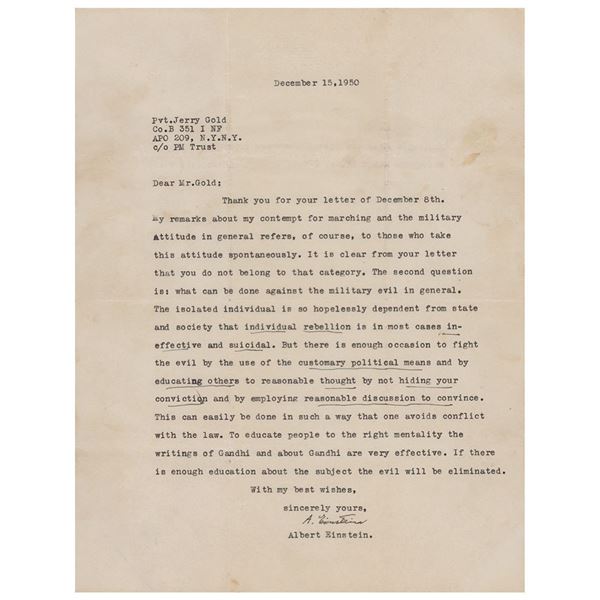 December 15,1950
Pvt.Jerry Gold
Co.B 351 I NF
APO 209, N.Y.N.Y.
c/o PM Trust
Dear Mr.Gold:
Thank you for your letter of December 8th.
My remarks about my contempt for marching and the military
Attitude in general refers, of course, to those who take
this attitude spontaneously. It is clear from your letter
that you do not belong to that category. The second question
is: what can be done against the military evil in general.
The isolated individual is so hopelessly dependent from state
and society that individual rebellion is in most cases in-
effective and suicidal. But there is enough occasion to fight
the evil by the use of the customary political means and by
educating others to reasonable thought by not hiding your
conviction and by employing reasonable discussion to convince.
This can easily be done in such a way that one avoids conflict
with the law. To educate people to the right mentality the
writings of Gandhi and about Gandhi are very effective. If there
is enough education about the subject the evil will be eliminated.
With my best wishes,
sincerely yours,
A. Einstein
Albert Einstein.